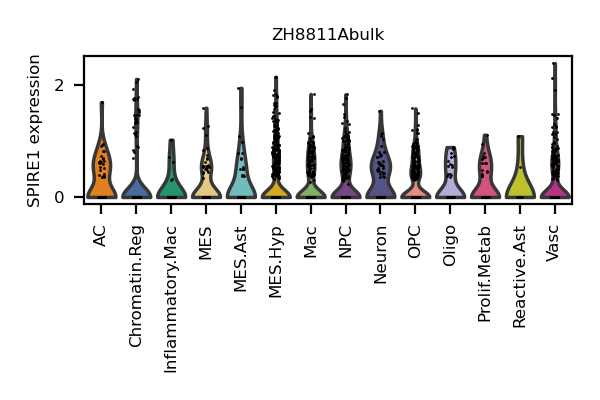 ZH8811Abulk
SPIRE1 expression
2
0
AC
Chromatin.Reg
Inflammatory.Mac
MES
MES.Ast
MES.Hyp
Mac
NPC
Neuron
OPC
Oligo
Prolif.Metab
Reactive.Ast
Vasc